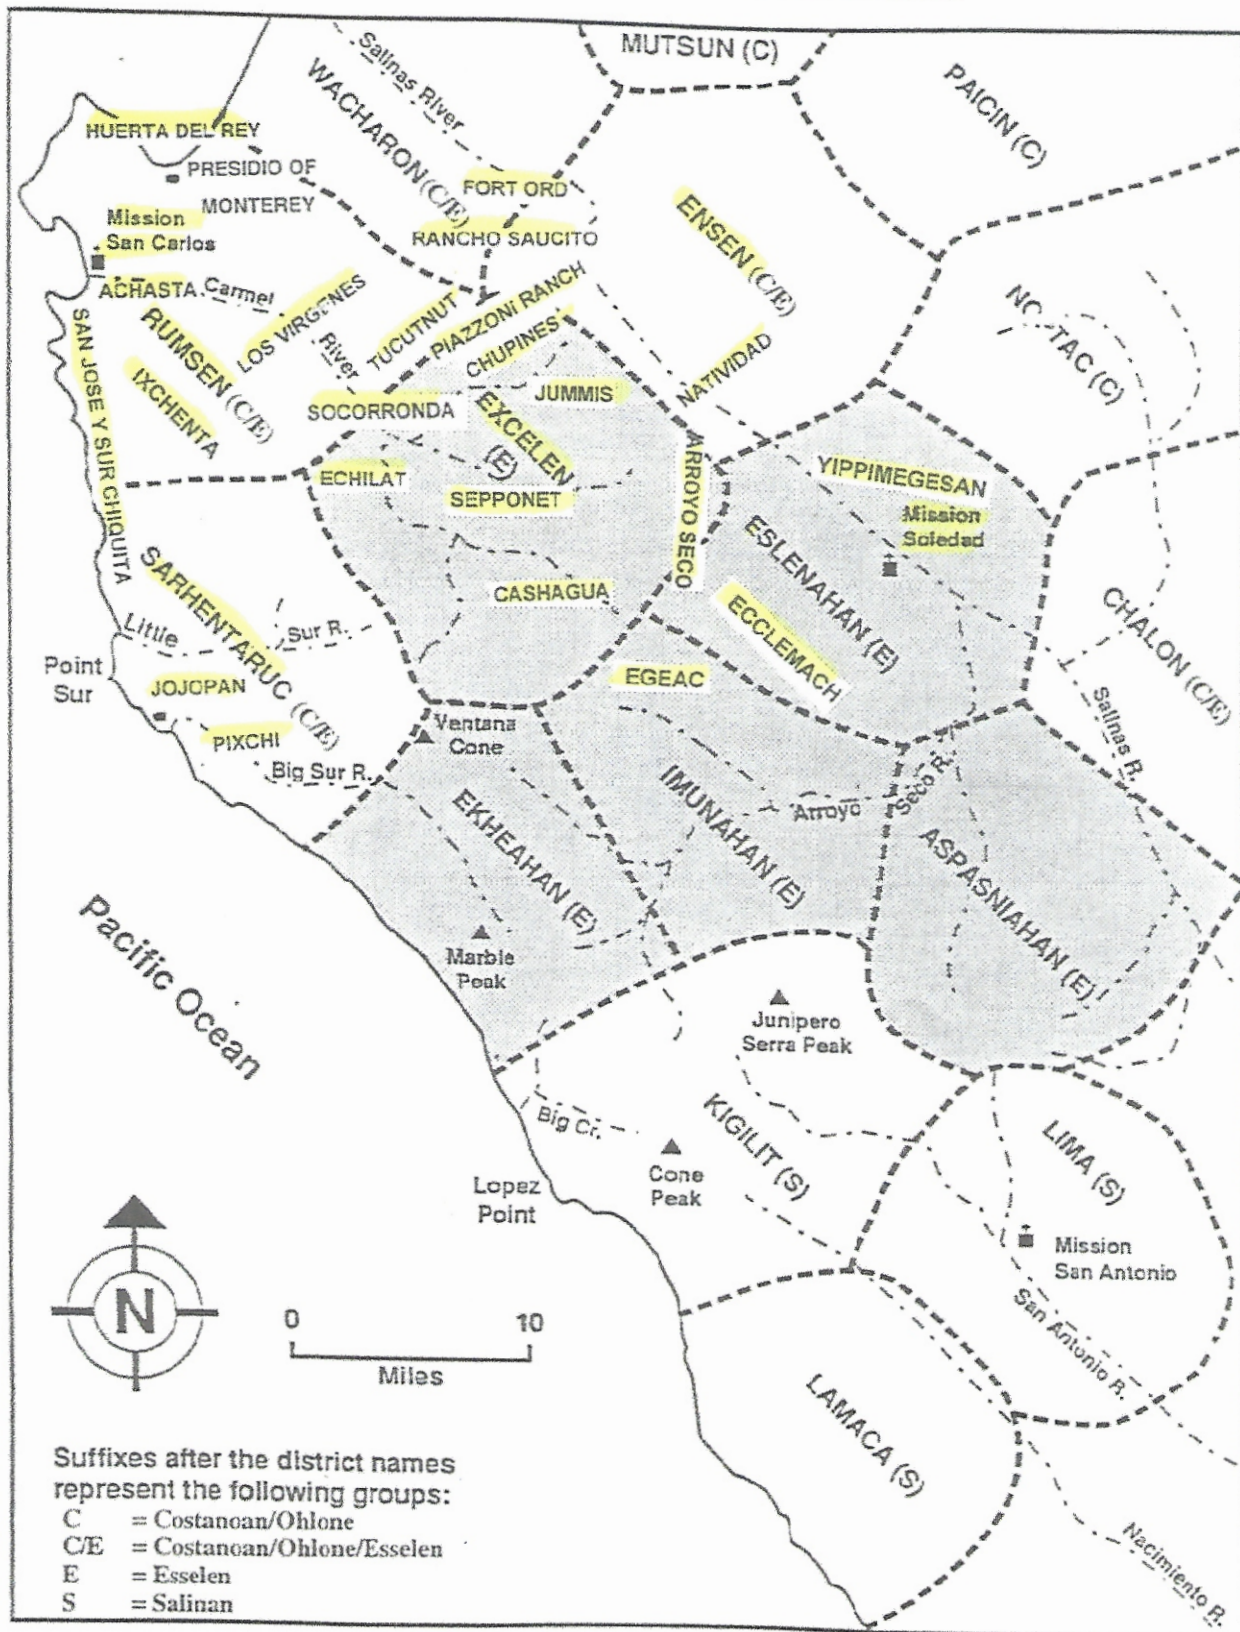 MUTSUN (C)
PAICIN (C)
Salinas River
WACHARON (C/E)
HUERTA DEL REY
PRESIDIO OF
MONTEREY
FORT ORD
RANCHO SAUCITO
ENSEN (C/E)
Mission
San Carlos
ACHASTA
Carmel
River
RUMSEN (C/E)
LOS VIRGENES
TUCUTNUT
PIAZZONI RANCH
CHUPINES
NATIVIDAD
IXCHENTA
SAN JOSE Y SUR CHIQUITA
SOCORRONDA
EXCELEN
(E)
JUMMIS
ECHILAT
SEPPONET
CASHAGUA
ARROYO SECO
YIPPIMEGESAN
Mission
Soledad
ESLENAHAN (E)
ECCLEMACH
CHALON (C/E)
Salinas R.
SARHENTARUC (C/E)
Little
Sur R.
Point
Sur
JOJOPAN
PIXCHI
Big Sur R.
EGEAC
Ventana
Cone
EKHEAHAN (E)
IMUNAHAN (E)
Arroyo
Seco R.
ASPASNIAHAN (E)
Marble
Peak
Pacific Ocean
Junipero
Serra Peak
Big Cr.
KIGILIT (S)
LIMA (S)
Cone
Peak
Lopez
Point
Mission
San Antonio
San Antonio R.
LAMACA (S)
Nacimiento R.
N
0 10
Miles
Suffixes after the district names
represent the following groups:
C = Costanoan/Ohlone
C/E = Costanoan/Ohlone/Esselen
E = Esselen
S = Salinan